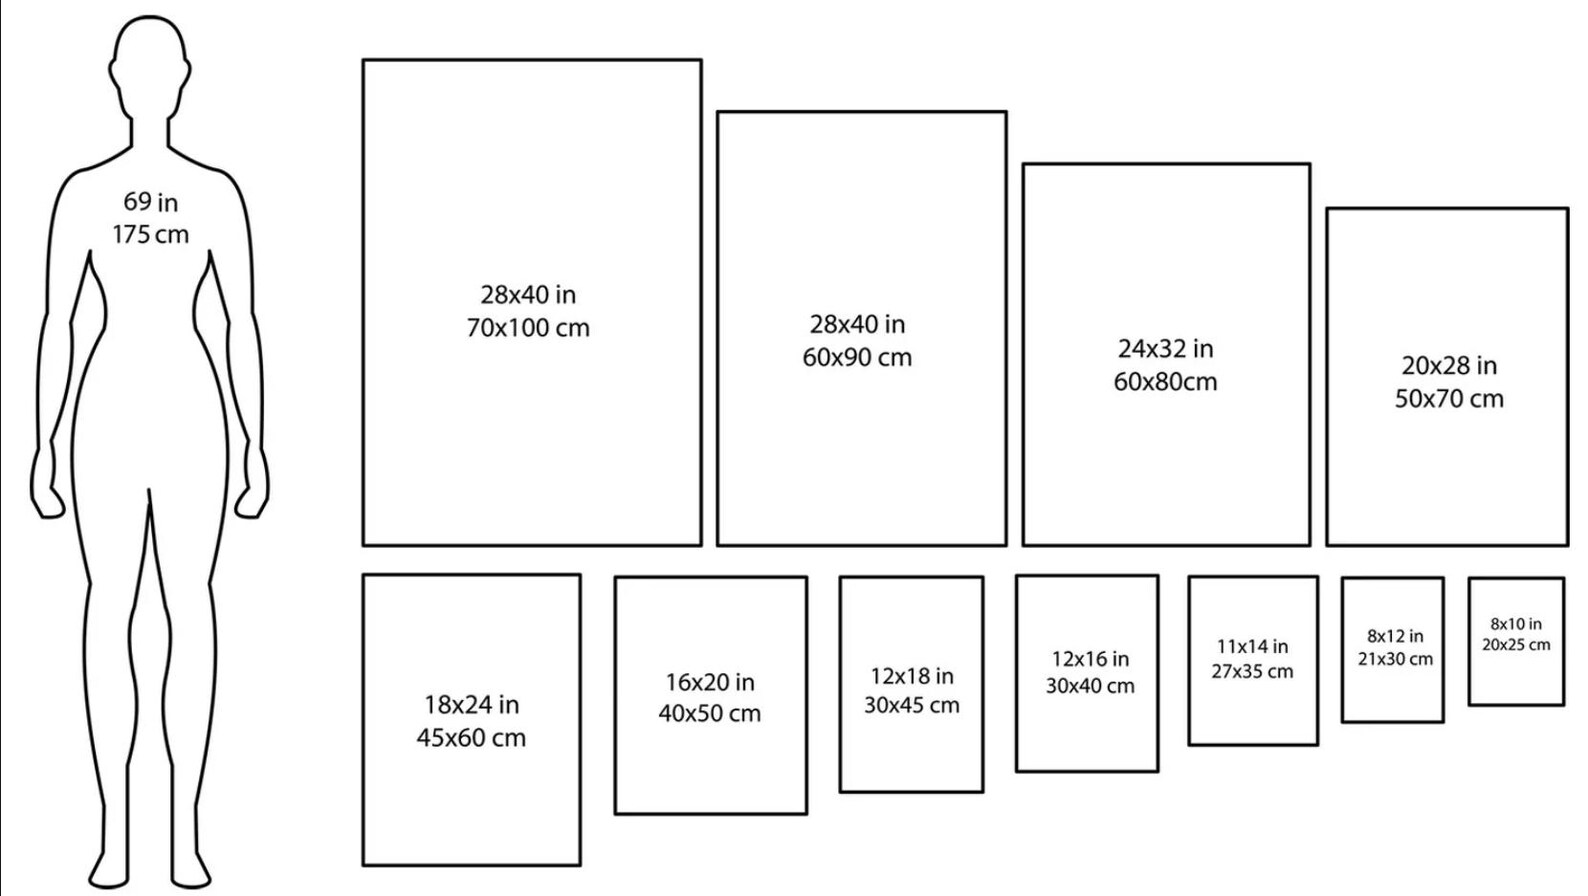 69 in
175 cm
28x40 in
70x100 cm
28x40 in
60x90 cm
24x32 in
60x80cm
20x28 in
50x70 cm
18x24 in
45x60 cm
16x20 in
40x50 cm
12x18 in
30x45 cm
12x16 in
30x40 cm
11x14 in
27x35 cm
8x12 in
21x30 cm
8x10 in
20x25 cm